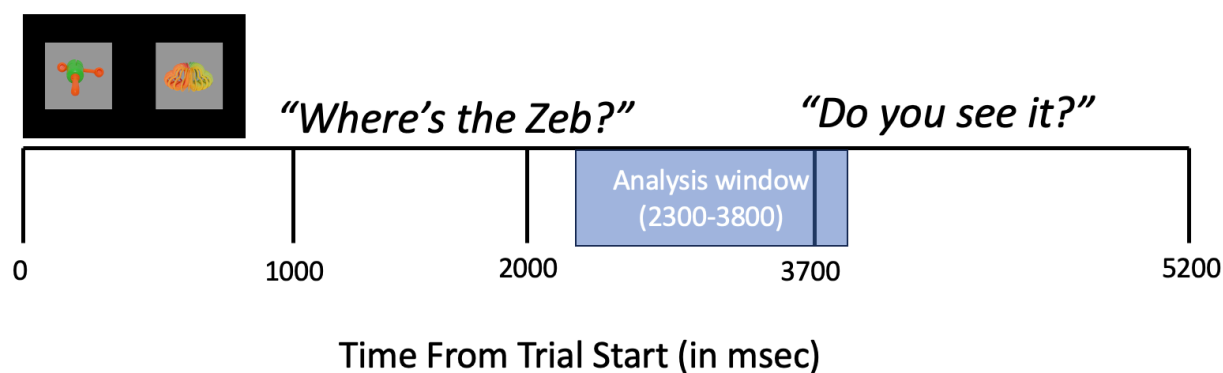 “Where’s the Zeb?” “Do you see it?”
Analysis window
(2300-3800)
0 1000 2000 3700 5200
Time From Trial Start (in msec)